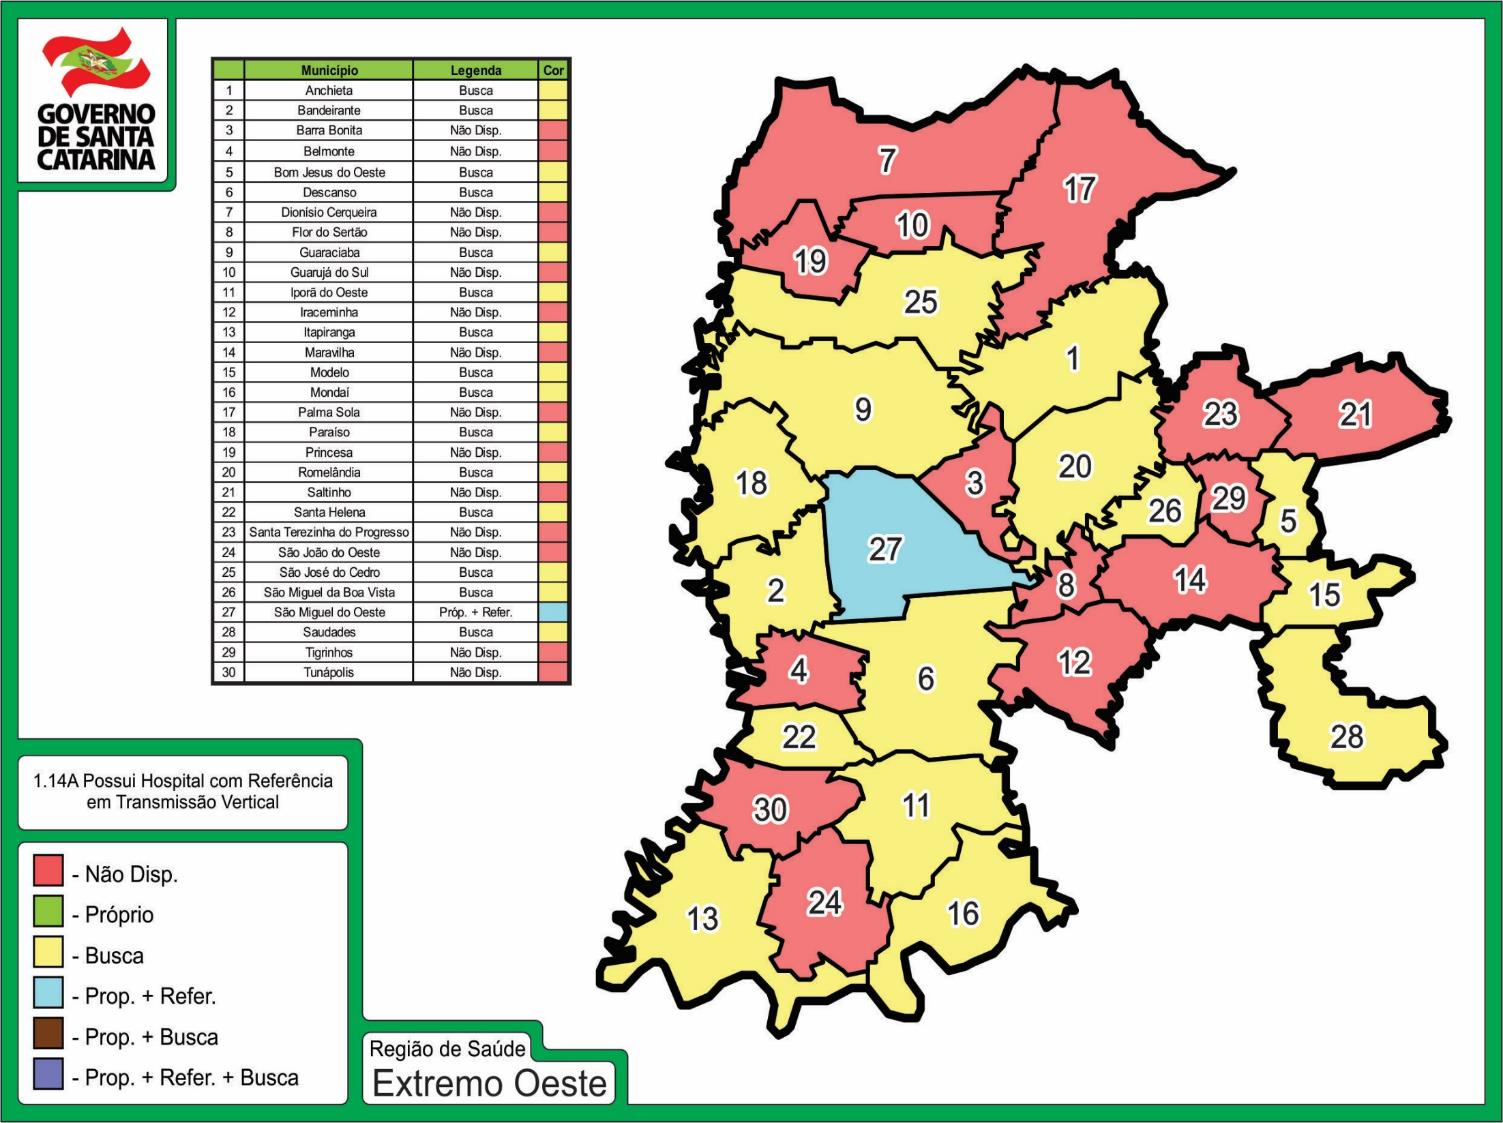 GOVERNO
DE SANTA
CATARINA
Município Legenda Cor
1 Anchieta Busca
2 Bandeirante Busca
3 Barra Bonita Não Disp.
4 Belmonte Não Disp.
5 Bom Jesus do Oeste Busca
6 Descanso Busca
7 Dionísio Cerqueira Não Disp.
8 Flor do Sertão Não Disp.
9 Guaraciaba Busca
10 Guarujá do Sul Não Disp.
11 Iporã do Oeste Busca
12 Iraceminha Não Disp.
13 Itapiranga Busca
14 Maravilha Não Disp.
15 Modelo Busca
16 Mondaí Busca
17 Palma Sola Não Disp.
18 Paraíso Busca
19 Princesa Não Disp.
20 Romelândia Busca
21 Saltinho Não Disp.
22 Santa Helena Busca
23 Santa Terezinha do Progresso Não Disp.
24 São João do Oeste Não Disp.
25 São José do Cedro Busca
26 São Miguel da Boa Vista Busca
27 São Miguel do Oeste Próp. + Refer.
28 Saudades Busca
29 Tigrinhos Não Disp.
30 Tunápolis Não Disp.
7
17
10
19
25
1
9
23
21
20
3
18
29
26
5
27
14
8
2
15
12
4
6
22
28
11
30
24
16
13
1.14A Possui Hospital com Referência
em Transmissão Vertical
- Não Disp.
- Próprio
- Busca
- Prop. + Refer.
- Prop. + Busca
- Prop. + Refer. + Busca
Região de Saúde
Extremo Oeste